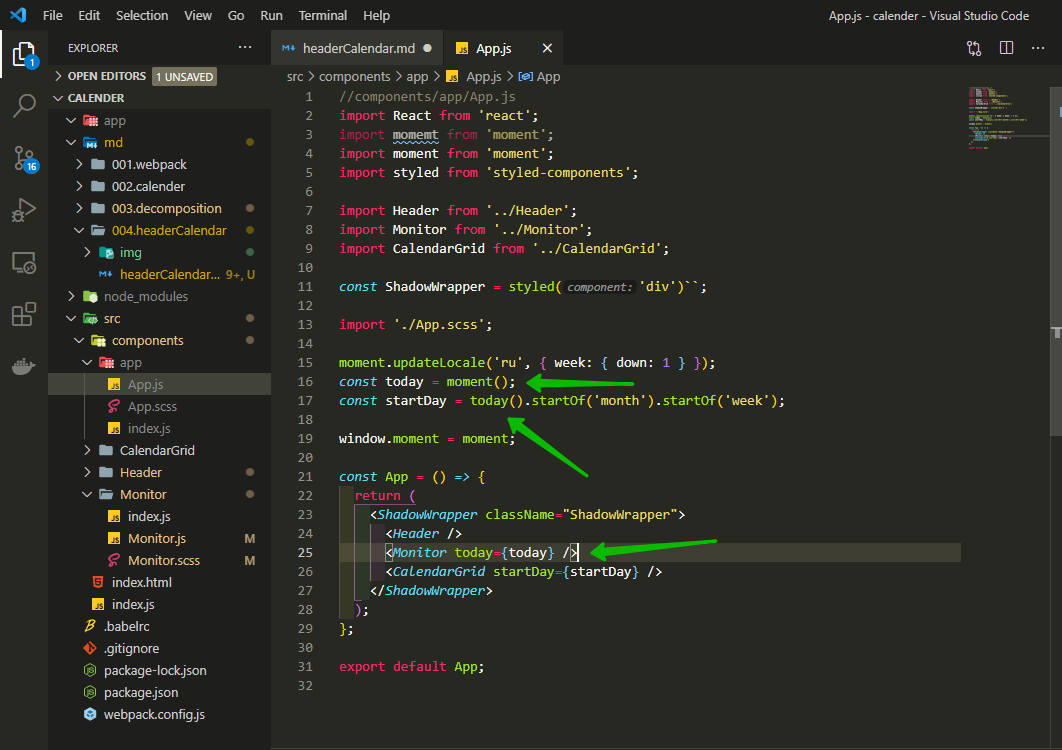 File Edit Selection View Go Run Terminal Help App.js - calender - Visual Studio Code
EXPLORER
headerCalendar.md
App.js
OPEN EDITORS 1 UNSAVED
src > components > app > App.js > App
CALENDER
app
md
001.webpack
002.calender
003.decomposition
004.headerCalendar
img
headerCalendar... 9+, U
node_modules
src
components
app
App.js
App.scss
index.js
CalendarGrid
Header
Monitor
index.js
Monitor.js M
Monitor.scss M
index.html
index.js
.babelrc
.gitignore
package-lock.json
package.json
webpack.config.js
1
16
1 //components/app/App.js
2 import React from 'react';
3 import momemt from 'moment';
4 import moment from 'moment';
5 import styled from 'styled-components';
6
7 import Header from '../Header';
8 import Monitor from '../Monitor';
9 import CalendarGrid from '../CalendarGrid';
10
11 const ShadowWrapper = styled( component: 'div')``;
12
13 import './App.scss';
14
15 moment.updateLocale('ru', { week: { down: 1 } });
16 const today = moment();
17 const startDay = today().startOf('month').startOf('week');
18
19 window.moment = moment;
20
21 const App = () => {
22 return (
23 <ShadowWrapper className="ShadowWrapper">
24 <Header />
25 <Monitor today={today} />
26 <CalendarGrid startDay={startDay} />
27 </ShadowWrapper>
28 );
29 };
30
31 export default App;
32